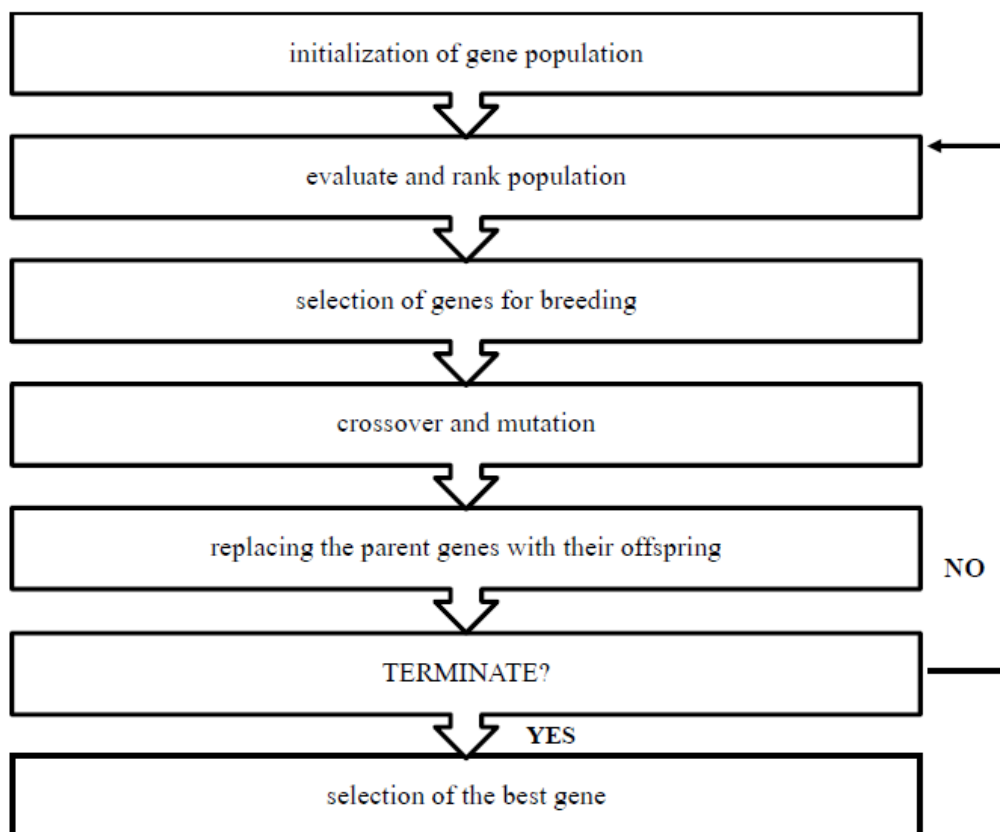 initialization of gene population
evaluate and rank population
selection of genes for breeding
crossover and mutation
replacing the parent genes with their offspring
NO
TERMINATE?
YES
selection of the best gene